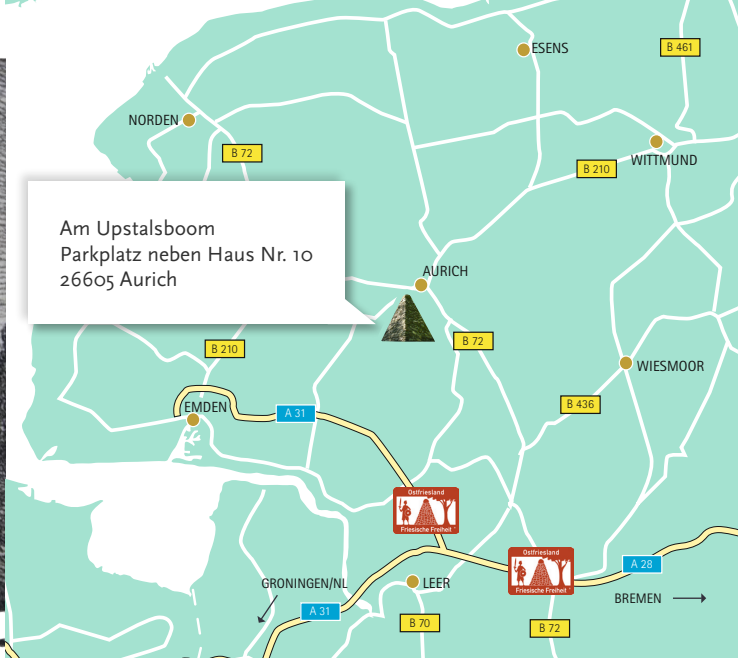 ESENS
B 461
NORDEN
B 72
WITTMUND
B 210
Am Upstalsboom
Parkplatz neben Haus Nr. 10
26605 Aurich
AURICH
B 210
B 72
WIESMOOR
EMDEN
A 31
B 436
Ostfriesland
Friesische Freiheit
Ostfriesland
Friesische Freiheit
A 28
GRONINGEN/NL
LEER
A 31
BREMEN
B 70
B 72